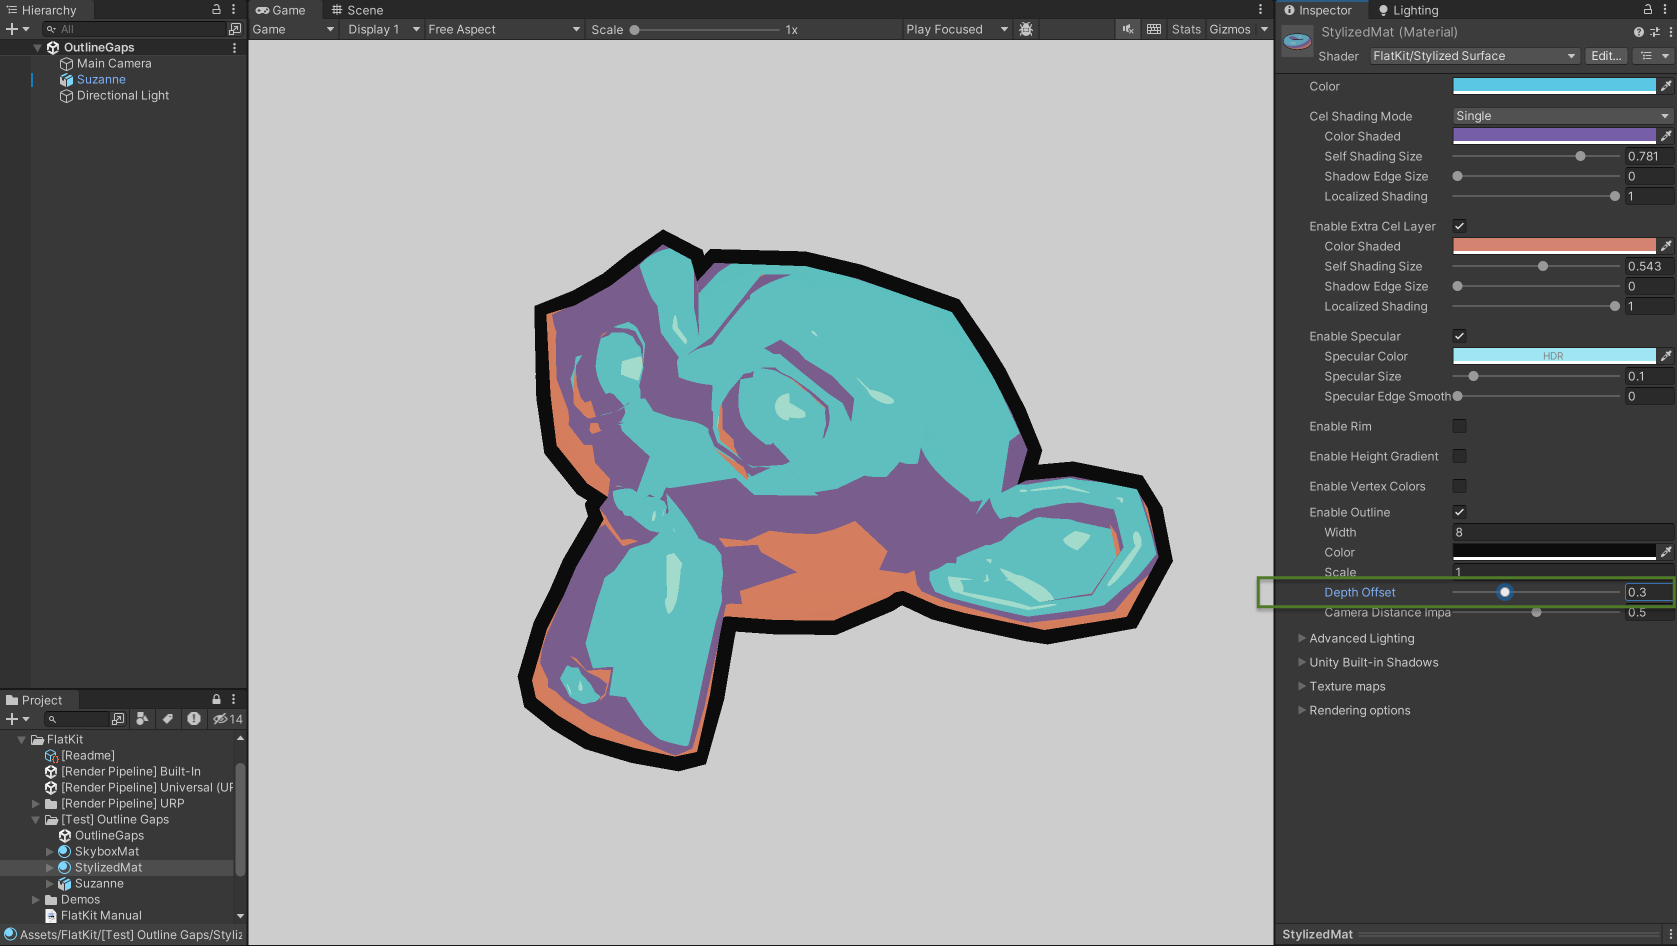 Hierarchy
All
OutlineGaps
Main Camera
Suzanne
Directional Light
Project
14
FlatKit
[Readme]
[Render Pipeline] Built-In
[Render Pipeline] Universal (UR
[Render Pipeline] URP
[Test] Outline Gaps
OutlineGaps
SkyboxMat
StylizedMat
Suzanne
Demos
FlatKit Manual
Assets/FlatKit/[Test] Outline Gaps/Styliz
Game Scene
Game Display 1 Free Aspect Scale 1x Play Focused Stats Gizmos
Inspector Lighting
StylizedMat (Material)
Shader FlatKit/Stylized Surface Edit...
Color
Cel Shading Mode Single
Color Shaded
Self Shading Size 0.781
Shadow Edge Size 0
Localized Shading 1
Enable Extra Cel Layer
Color Shaded
Self Shading Size 0.543
Shadow Edge Size 0
Localized Shading 1
Enable Specular
Specular Color HDR
Specular Size 0.1
Specular Edge Smooth 0
Enable Rim
Enable Height Gradient
Enable Vertex Colors
Enable Outline
Width 8
Color
Scale 1
Depth Offset 0.3
Camera Distance Impa 0.5
Advanced Lighting
Unity Built-in Shadows
Texture maps
Rendering options
StylizedMat